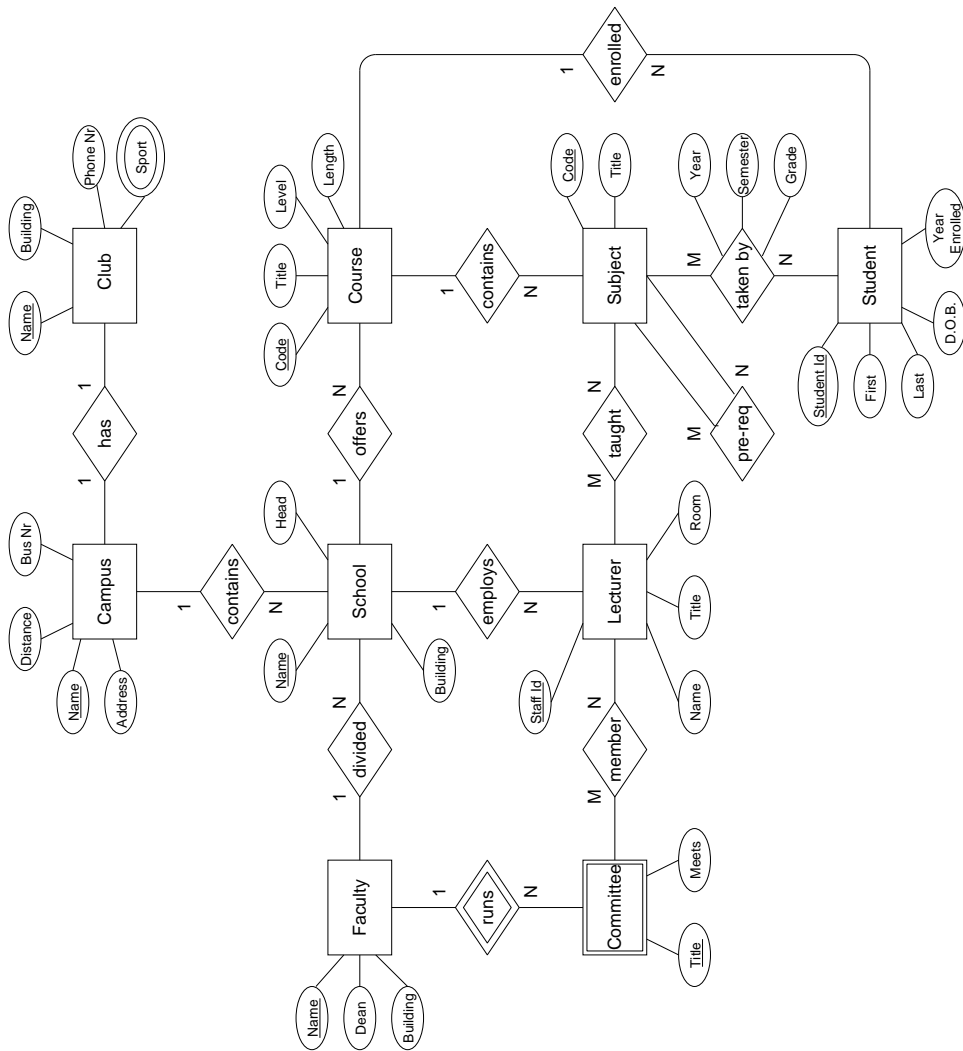 Distance
Bus Nr
Name
Building
Name
Phone Nr
Campus
1
has
1
Club
Address
Sport
1
contains
N
Name
Head
Code
Title
Level
Length
Name
Dean
Building
Faculty
1
divided
N
School
1
offers
N
Course
Building
1
runs
N
1
employs
N
1
contains
N
1
enrolled
N
Staff Id
Code
Title
Committee
M
member
N
Lecturer
M
taught
N
Subject
Title
Meets
Name
Title
Room
M
pre-req
N
M
taken by
N
Year
Semester
Grade
Student Id
First
Last
Student
D.O.B.
Year
Enrolled